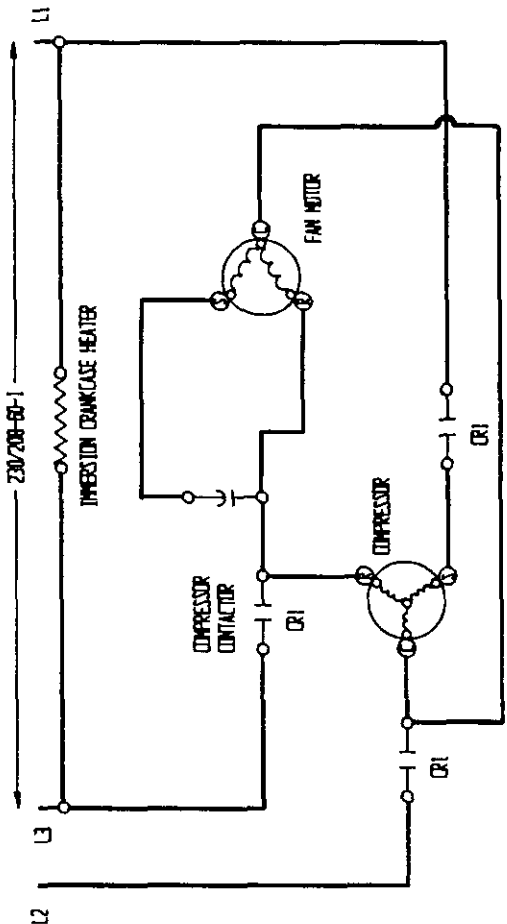 L2
L3
230/208-60-1
L1
IMMERSION CRANKCASE HEATER
COMPRESSOR
CONTACTOR
CR1
S
R
FAN MOTOR
R
COMPRESSOR
S
CR1
CR1